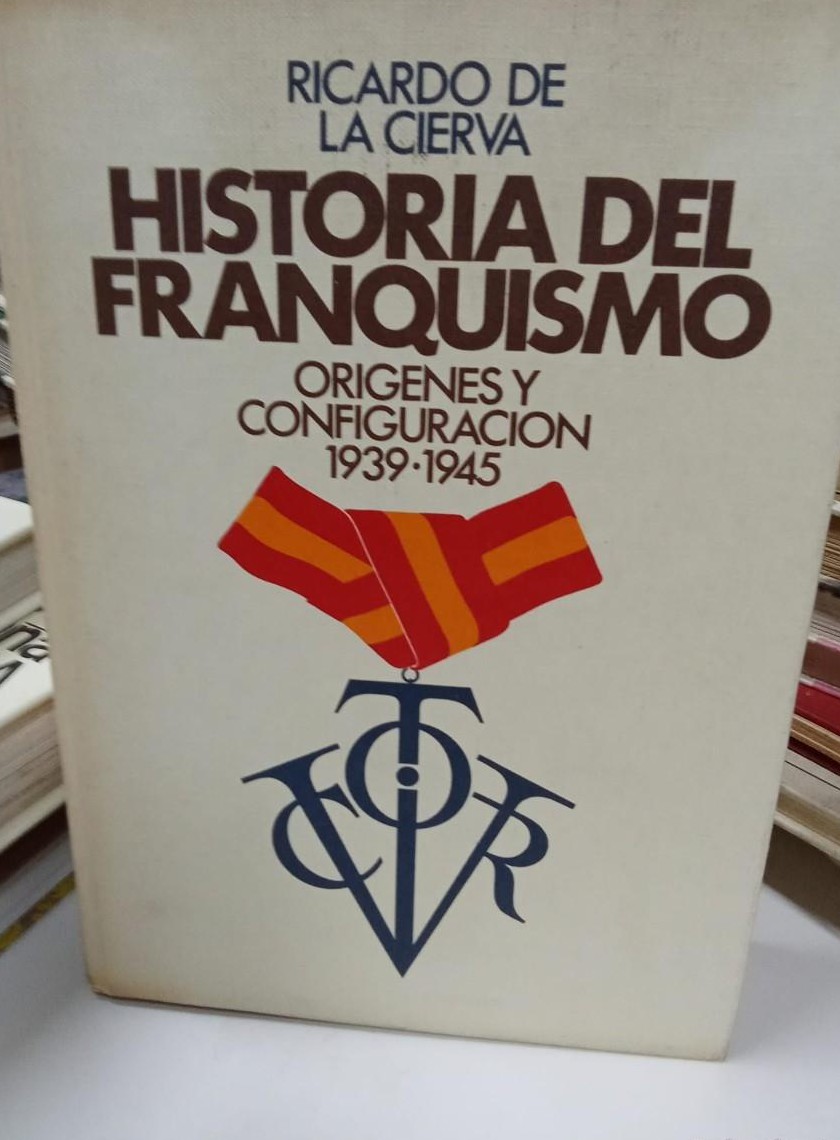 RICARDO DE
LA CIERVA
HISTORIA DEL
FRANQUISMO
ORIGENES Y
CONFIGURACION
1939·1945